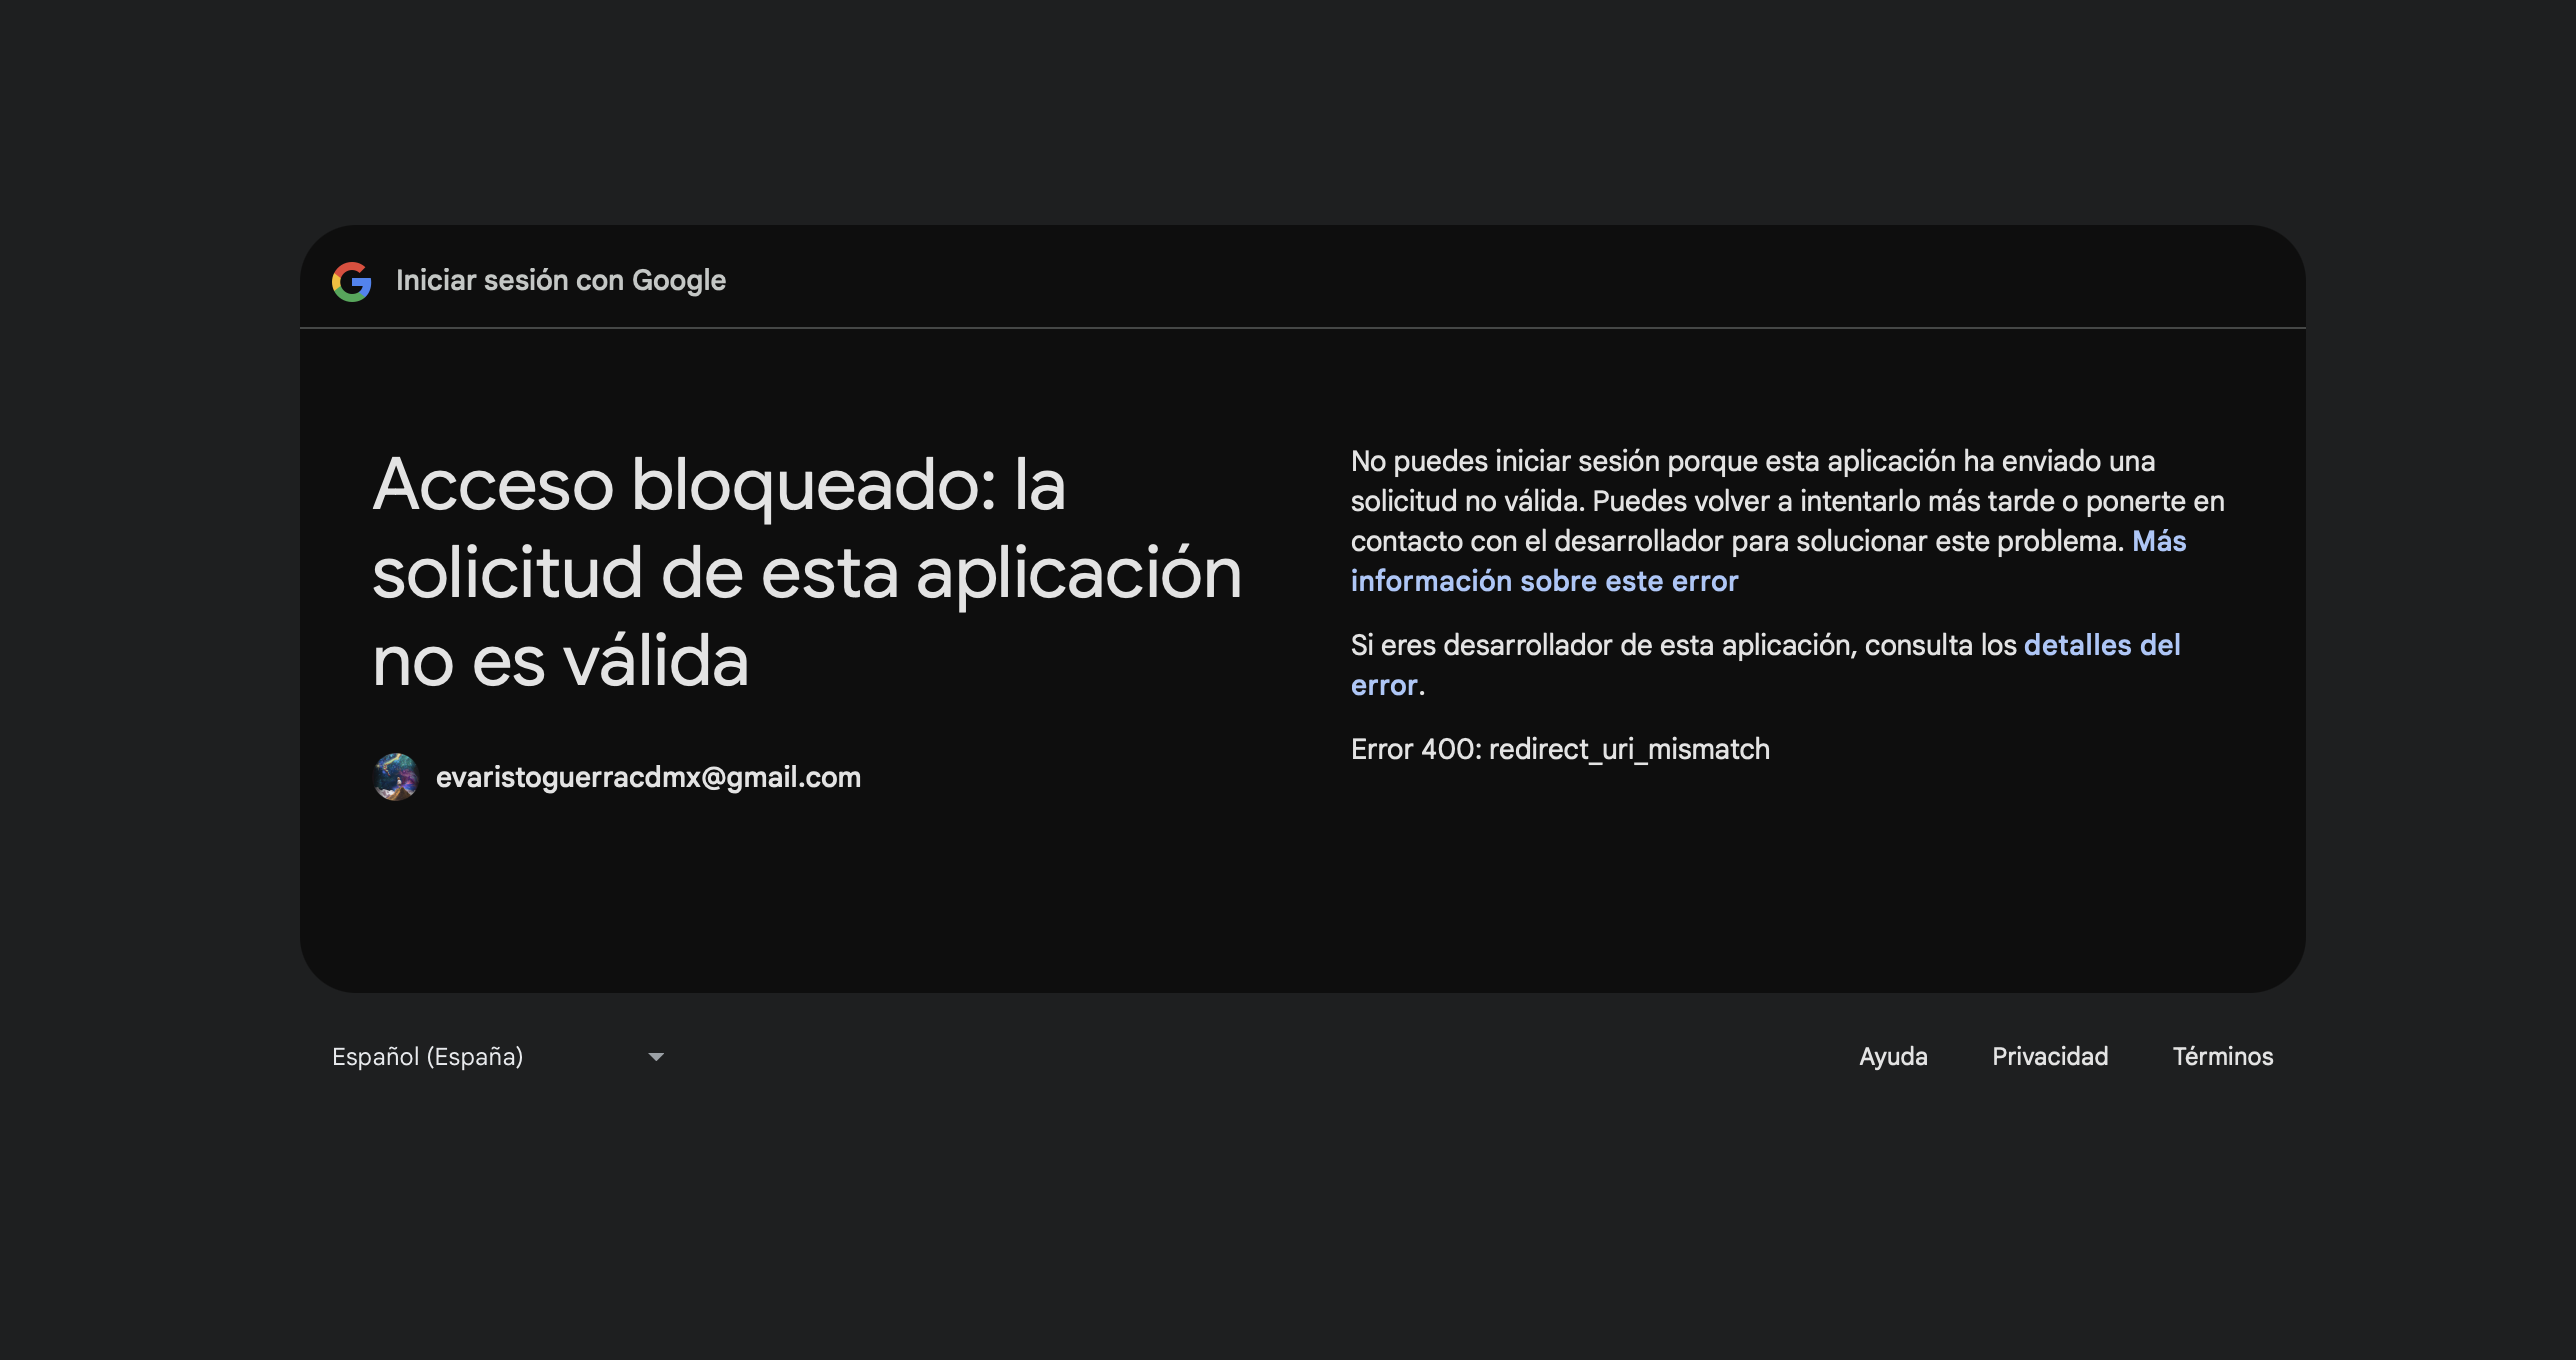 Iniciar sesión con Google
Acceso bloqueado: la
solicitud de esta aplicación
no es válida
evaristoguerracdmx@gmail.com
No puedes iniciar sesión porque esta aplicación ha enviado una
solicitud no válida. Puedes volver a intentarlo más tarde o ponerte en
contacto con el desarrollador para solucionar este problema. Más
información sobre este error
Si eres desarrollador de esta aplicación, consulta los detalles del
error.
Error 400: redirect_uri_mismatch
Español (España)
Ayuda
Privacidad
Términos